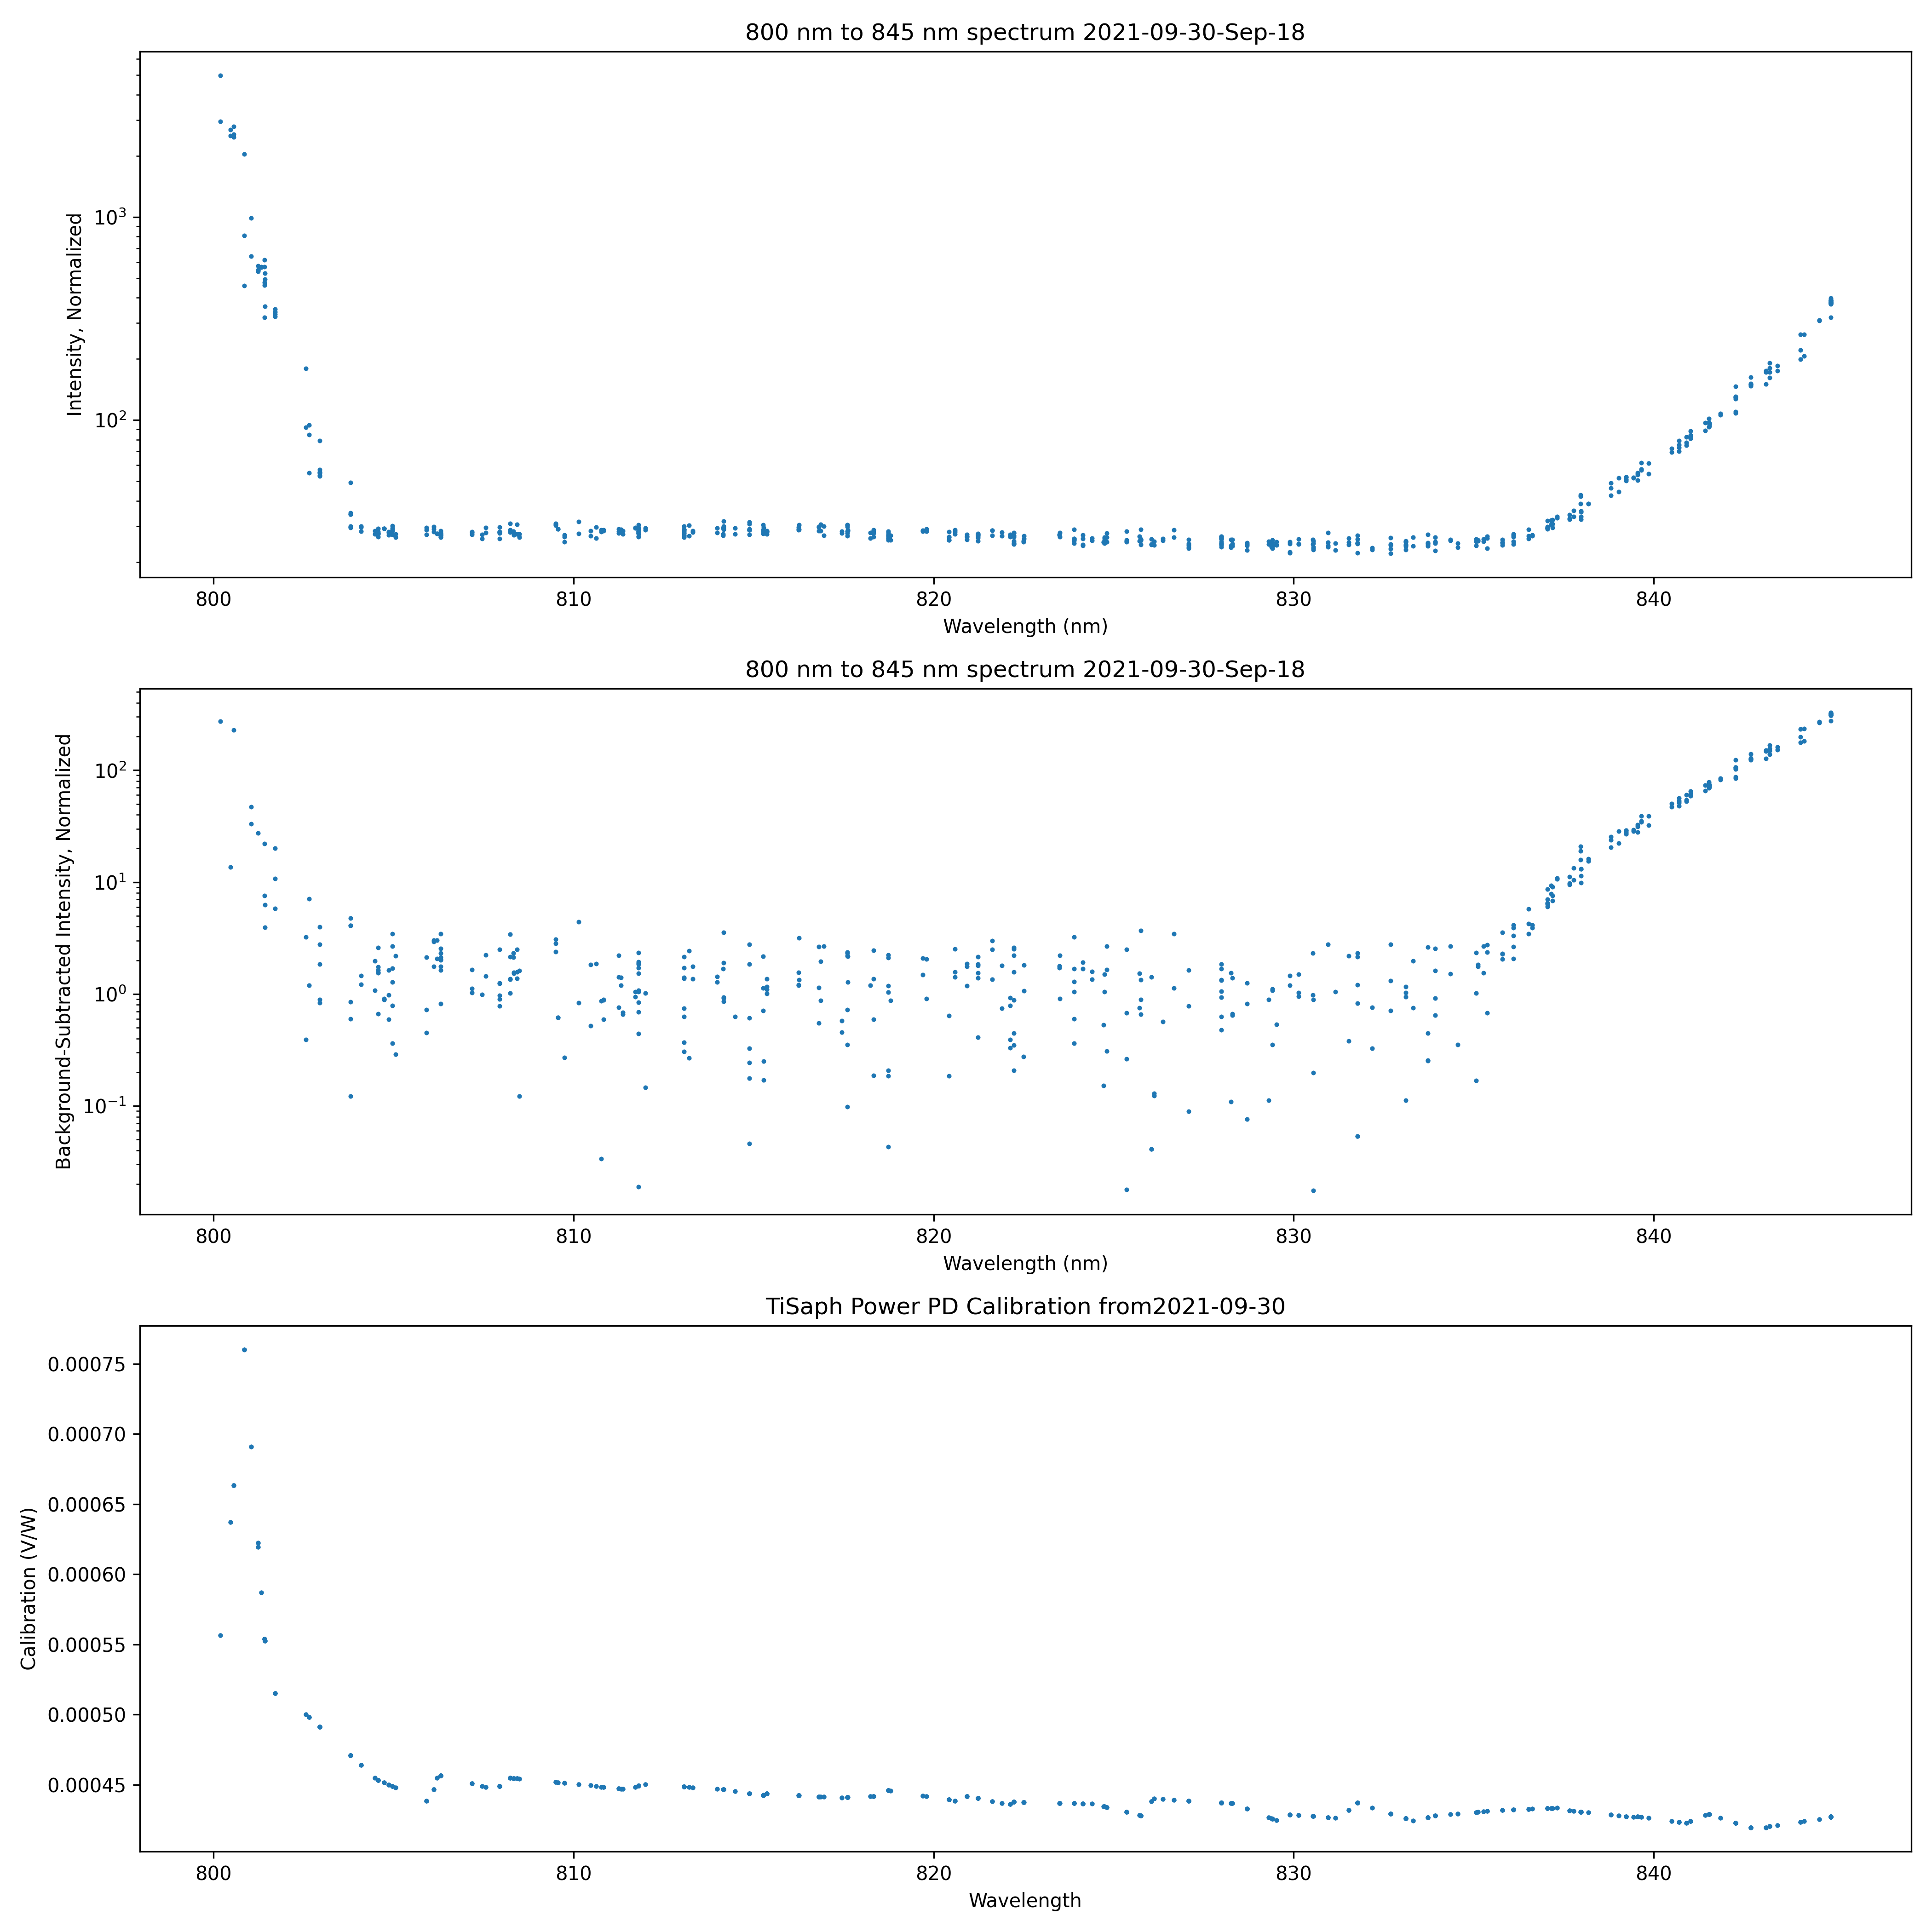 800 nm to 845 nm spectrum 2021-09-30-Sep-18
Intensity, Normalized
10³
10²
800 810 820 830 840
Wavelength (nm)
800 nm to 845 nm spectrum 2021-09-30-Sep-18
Background-Subtracted Intensity, Normalized
10²
10¹
10⁰
10⁻¹
800 810 820 830 840
Wavelength (nm)
TiSaph Power PD Calibration from2021-09-30
Calibration (V/W)
0.00075
0.00070
0.00065
0.00060
0.00055
0.00050
0.00045
800 810 820 830 840
Wavelength